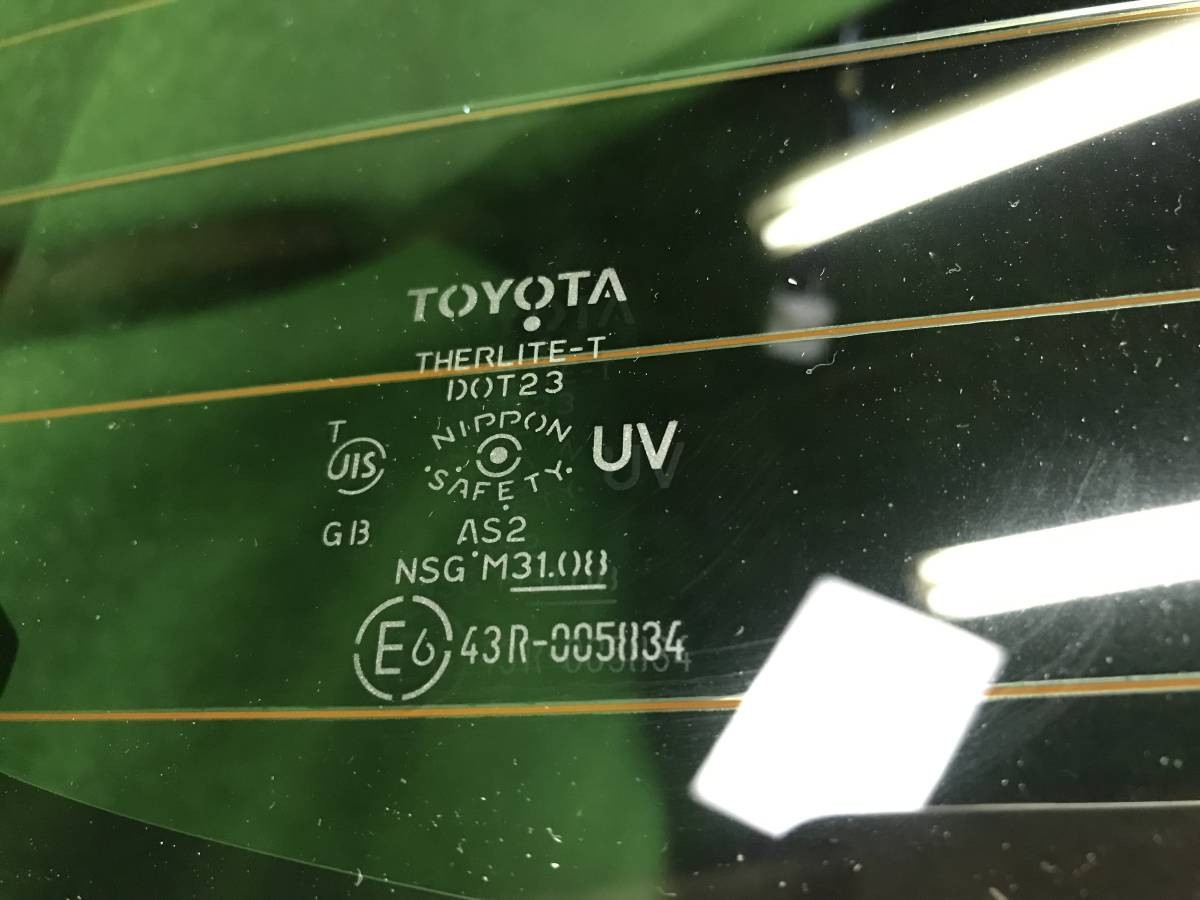 TOYOTA
THERLITE-T
DOT23
NIPPON
SAFETY
UV
T
JIS
GB
AS2
NSG M31.08
E6 43R-005834